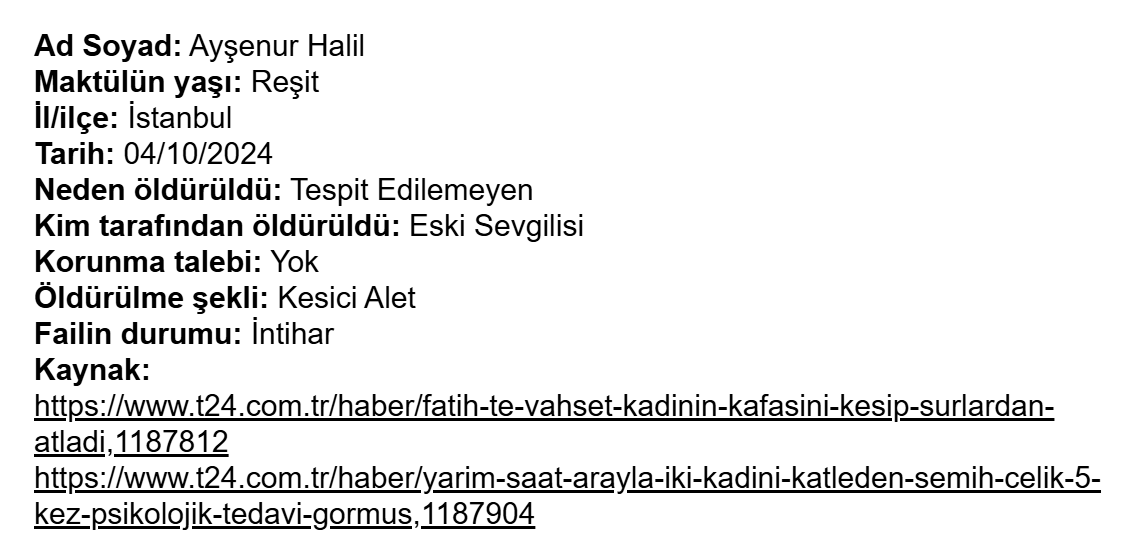 Ad Soyad: Ayşenur Halil
Maktülün yaşı: Reşit
İl/ilçe: İstanbul
Tarih: 04/10/2024
Neden öldürüldü: Tespit Edilemeyen
Kim tarafından öldürüldü: Eski Sevgilisi
Korunma talebi: Yok
Öldürülme şekli: Kesici Alet
Failin durumu: İntihar
Kaynak:
https://www.t24.com.tr/haber/fatih-te-vahset-kadinin-kafasini-kesip-surlardan-
atladi,1187812
https://www.t24.com.tr/haber/yarim-saat-arayla-iki-kadini-katleden-semih-celik-5-
kez-psikolojik-tedavi-gormus,1187904